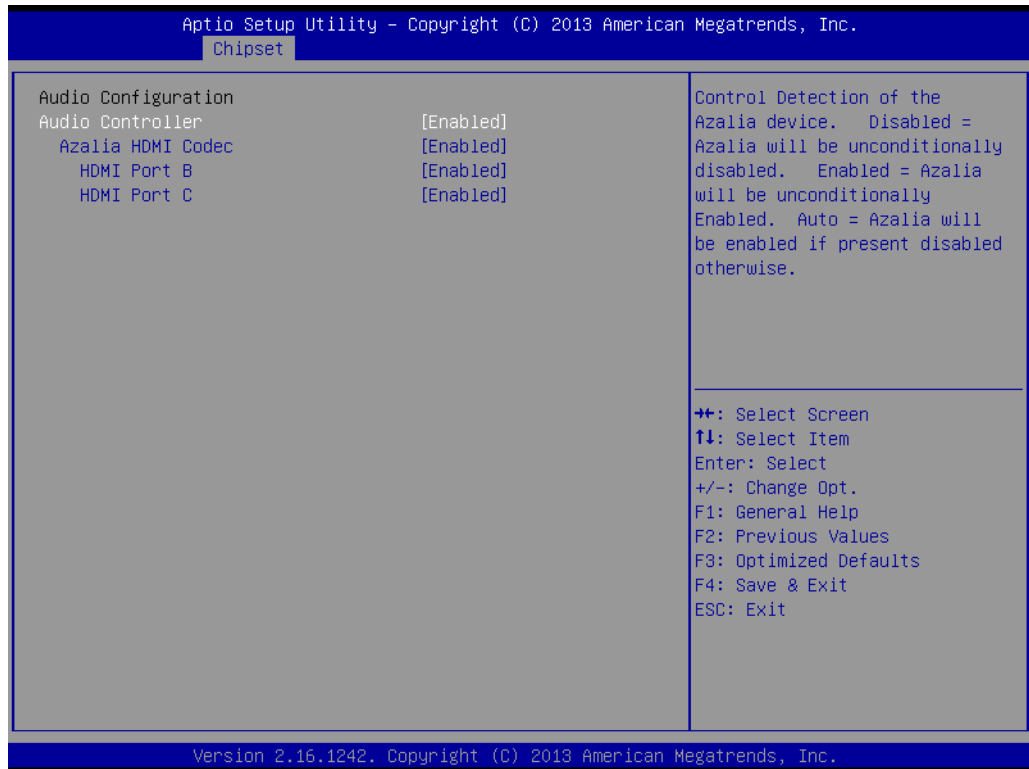 Aptio Setup Utility – Copyright (C) 2013 American Megatrends, Inc.
Chipset
Audio Configuration
Audio Controller [Enabled]
Azalia HDMI Codec [Enabled]
HDMI Port B [Enabled]
HDMI Port C [Enabled]
Control Detection of the
Azalia device. Disabled =
Azalia will be unconditionally
disabled. Enabled = Azalia
will be unconditionally
Enabled. Auto = Azalia will
be enabled if present disabled
otherwise.
→←: Select Screen
↑↓: Select Item
Enter: Select
+/-: Change Opt.
F1: General Help
F2: Previous Values
F3: Optimized Defaults
F4: Save & Exit
ESC: Exit
Version 2.16.1242. Copyright (C) 2013 American Megatrends, Inc.